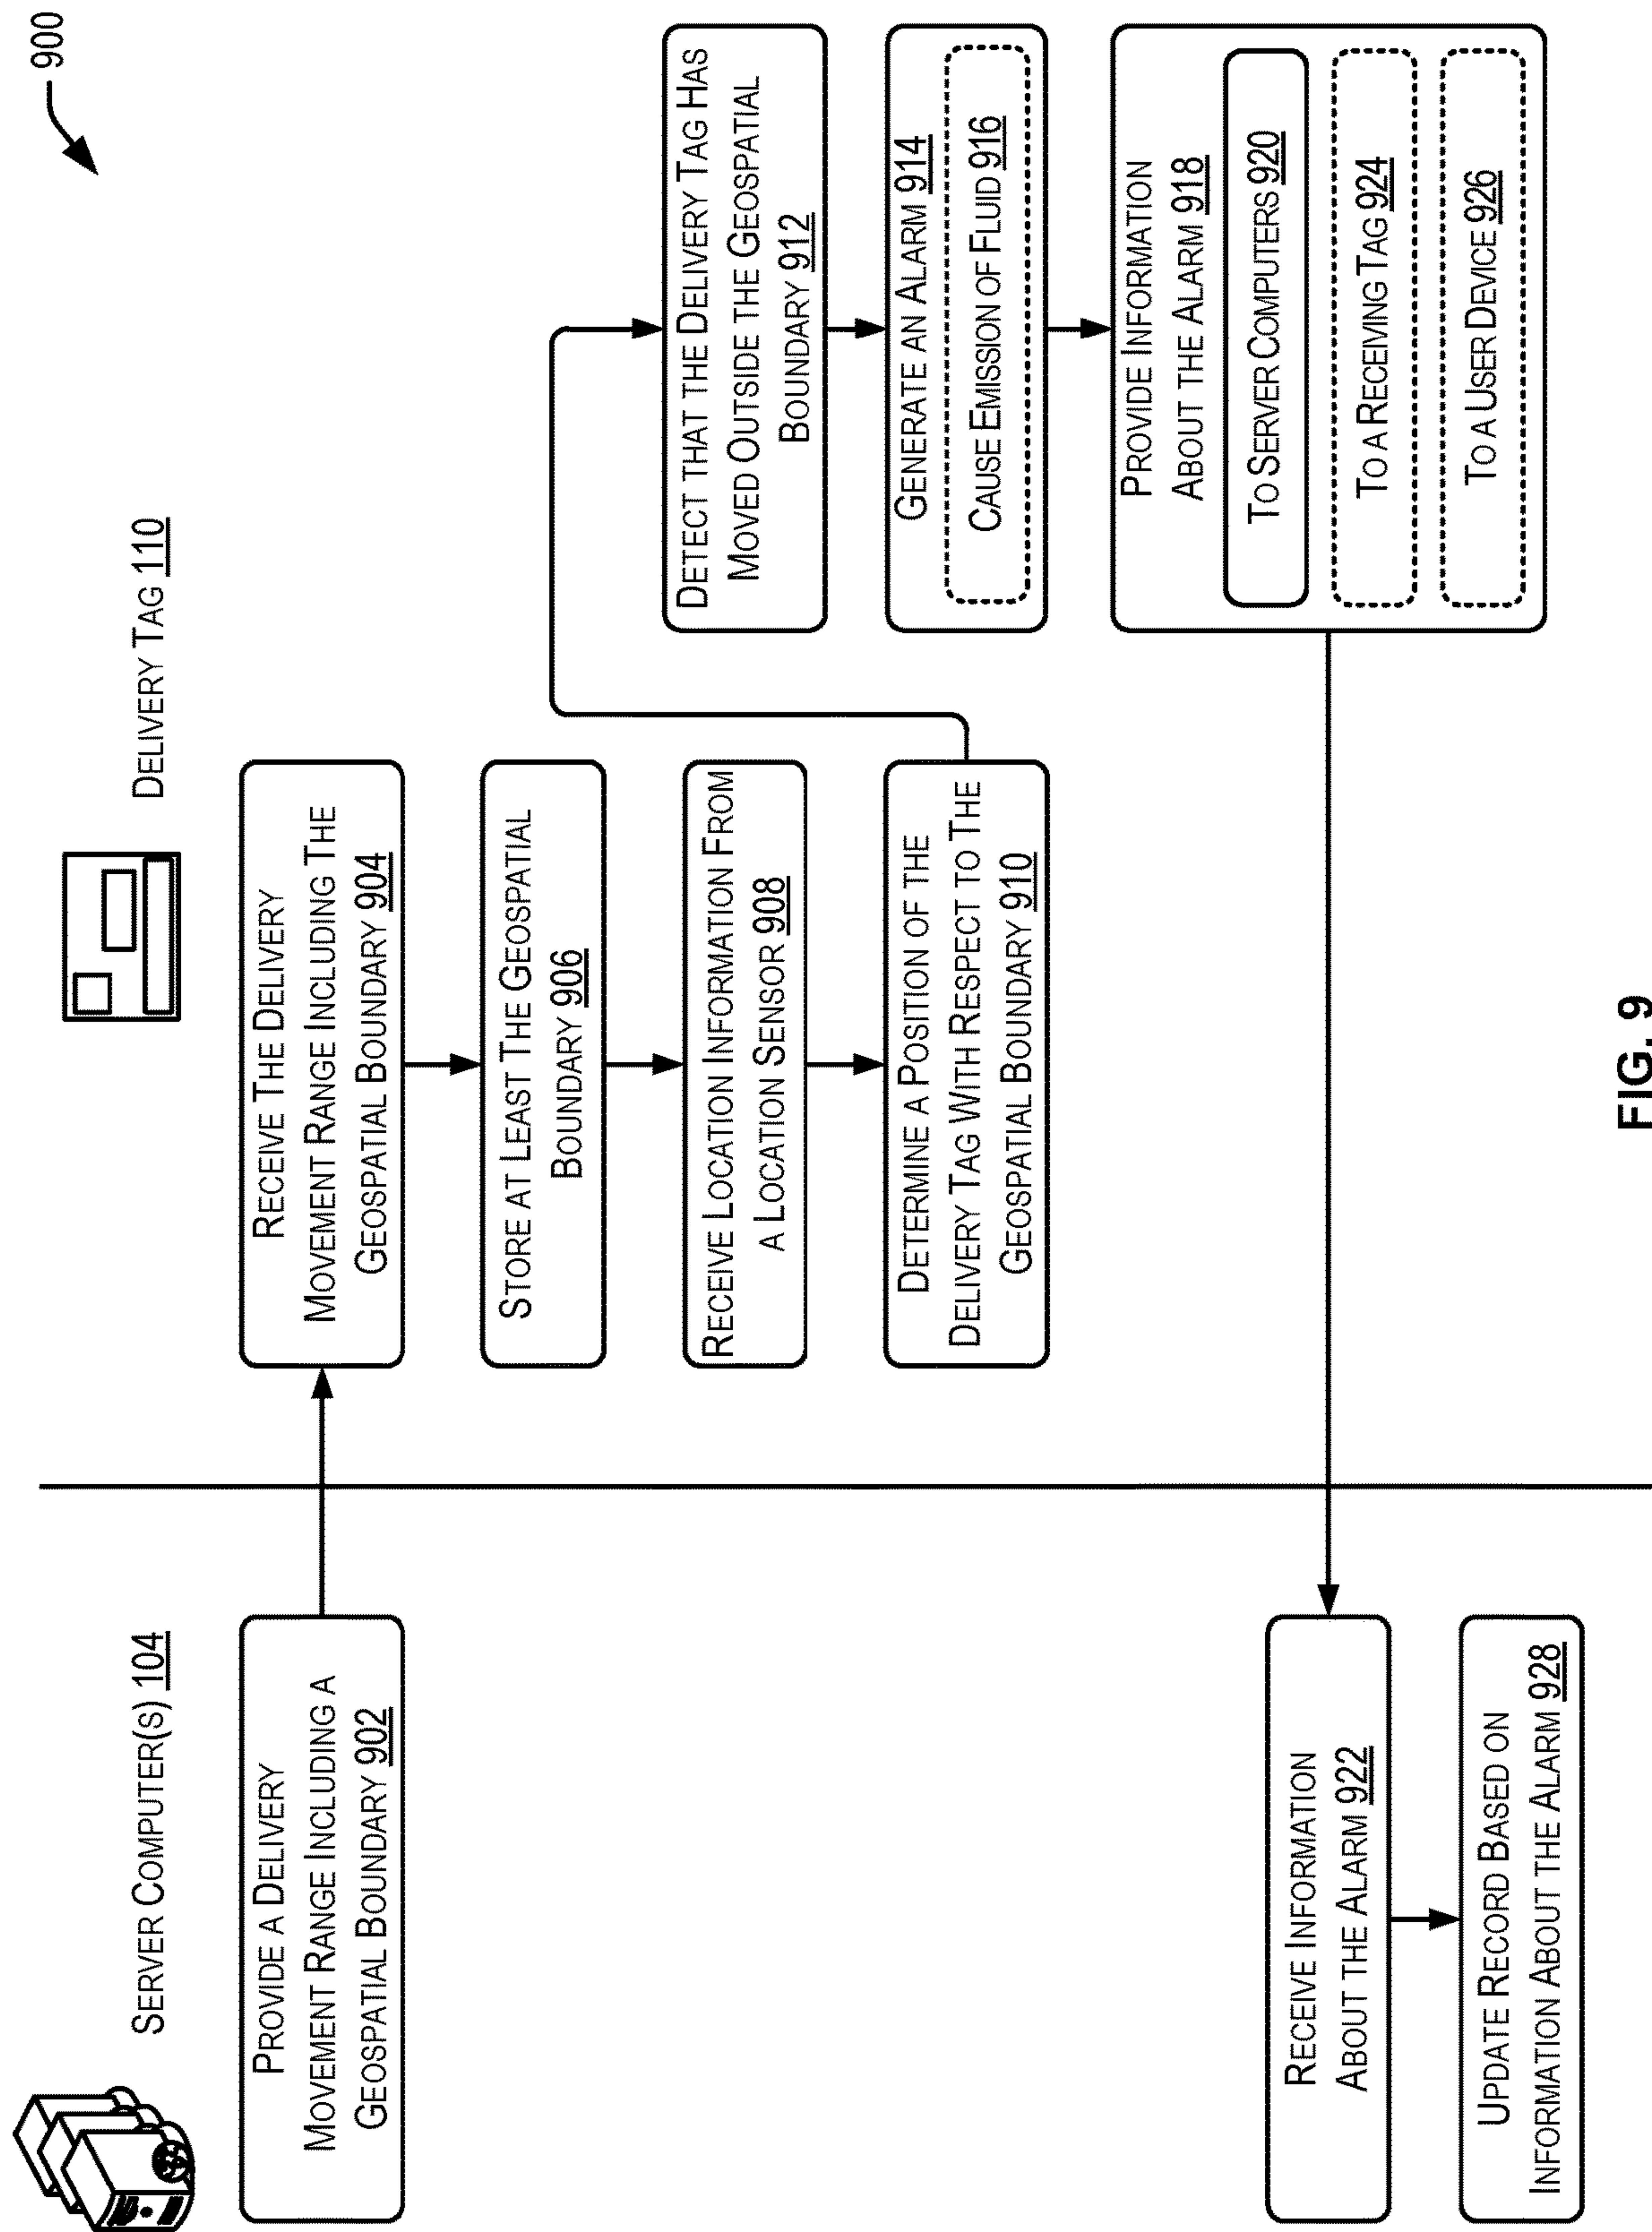 900
SERVER COMPUTER(S) 104
DELIVERY TAG 110
PROVIDE A DELIVERY
MOVEMENT RANGE INCLUDING A
GEOSPATIAL BOUNDARY 902
RECEIVE THE DELIVERY
MOVEMENT RANGE INCLUDING THE
GEOSPATIAL BOUNDARY 904
STORE AT LEAST THE GEOSPATIAL
BOUNDARY 906
RECEIVE LOCATION INFORMATION FROM
A LOCATION SENSOR 908
DETERMINE A POSITION OF THE
DELIVERY TAG WITH RESPECT TO THE
GEOSPATIAL BOUNDARY 910
DETECT THAT THE DELIVERY TAG HAS
MOVED OUTSIDE THE GEOSPATIAL
BOUNDARY 912
GENERATE AN ALARM 914
CAUSE EMISSION OF FLUID 916
PROVIDE INFORMATION
ABOUT THE ALARM 918
TO SERVER COMPUTERS 920
TO A RECEIVING TAG 924
TO A USER DEVICE 926
RECEIVE INFORMATION
ABOUT THE ALARM 922
UPDATE RECORD BASED ON
INFORMATION ABOUT THE ALARM 928
FIG. 9